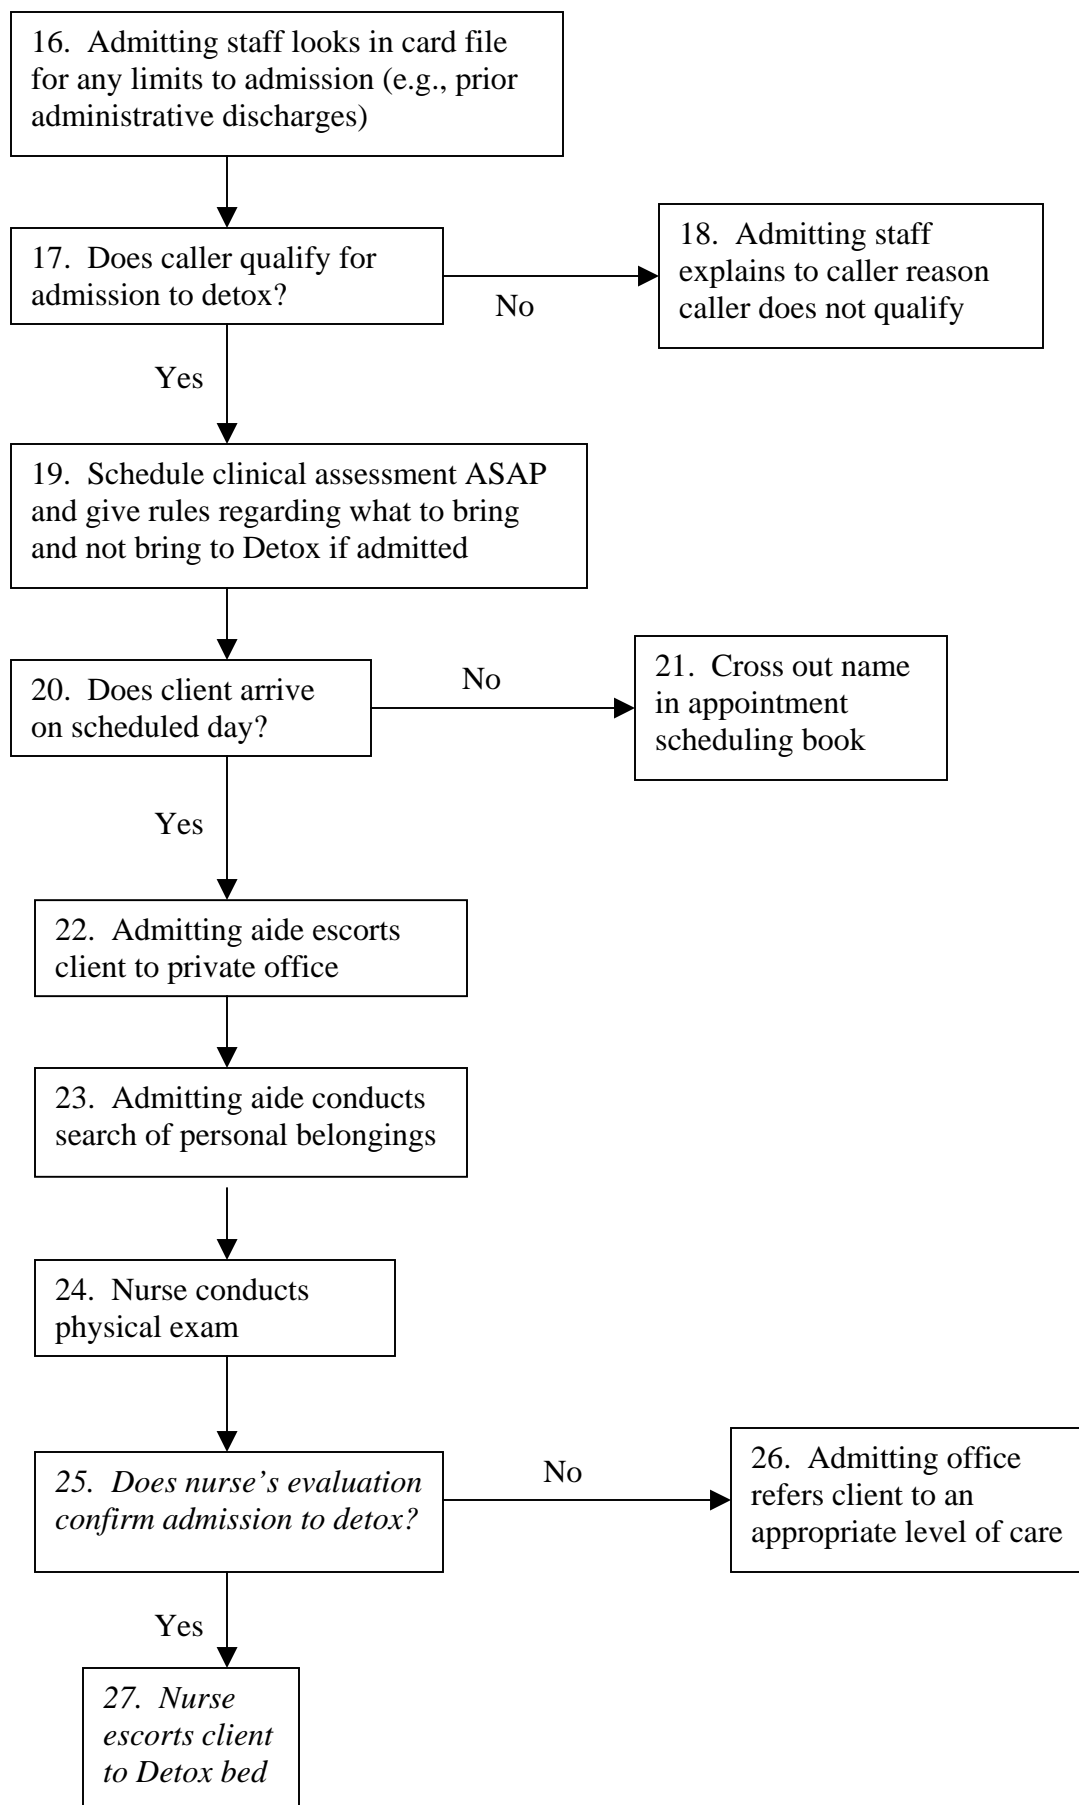 16.  Admitting staff looks in card file
for any limits to admission (e.g., prior
administrative discharges)
17.  Does caller qualify for
admission to detox?
No
18.  Admitting staff
explains to caller reason
caller does not qualify
Yes
19.  Schedule clinical assessment ASAP
and give rules regarding what to bring
and not bring to Detox if admitted
20.  Does client arrive
on scheduled day?
No
21.  Cross out name
in appointment
scheduling book
Yes
22.  Admitting aide escorts
client to private office
23.  Admitting aide conducts
search of personal belongings
24.  Nurse conducts
physical exam
25.  Does nurse’s evaluation
confirm admission to detox?
No
26.  Admitting office
refers client to an
appropriate level of care
Yes
27.  Nurse
escorts client
to Detox bed